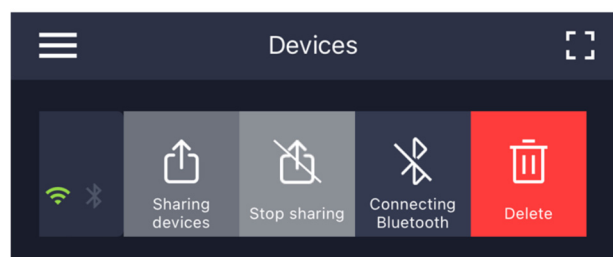 Devices
Sharing
devices
Stop sharing
Connecting
Bluetooth
Delete